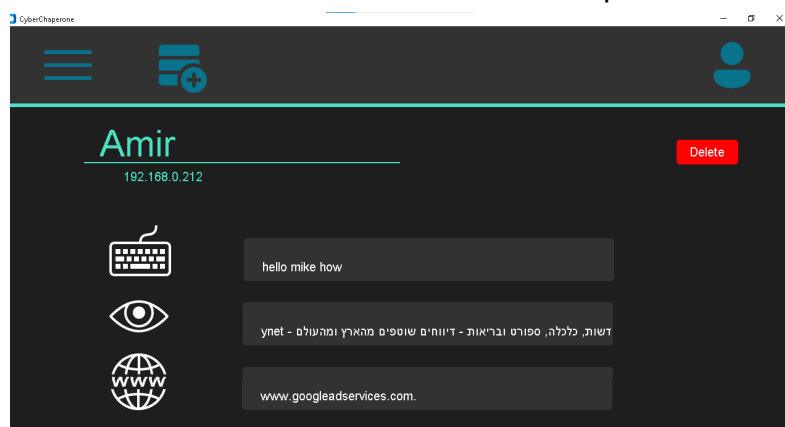 CyberChaperone
Amir
Delete
192.168.0.212
hello mike how
דשות, כלכלה, ספורט ובריאות - דיווחים שוטפים מהארץ ומהעולם - ynet
www
www.googleadservices.com.